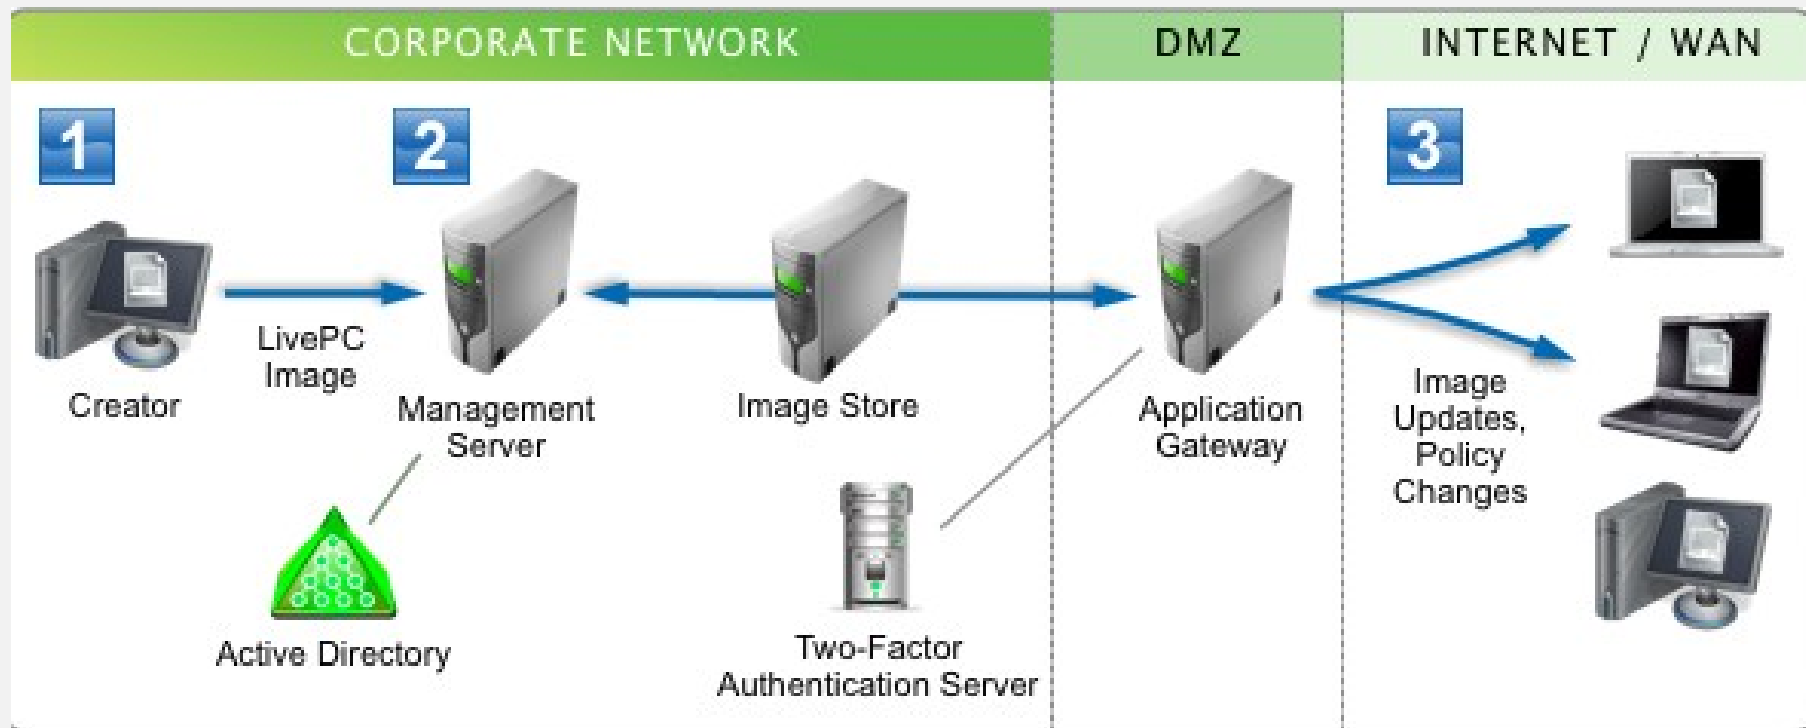 CORPORATE NETWORK
DMZ
INTERNET / WAN
1
2
3
LivePC
Image
Creator
Management
Server
Image Store
Application
Gateway
Image
Updates,
Policy
Changes
Active Directory
Two-Factor
Authentication Server